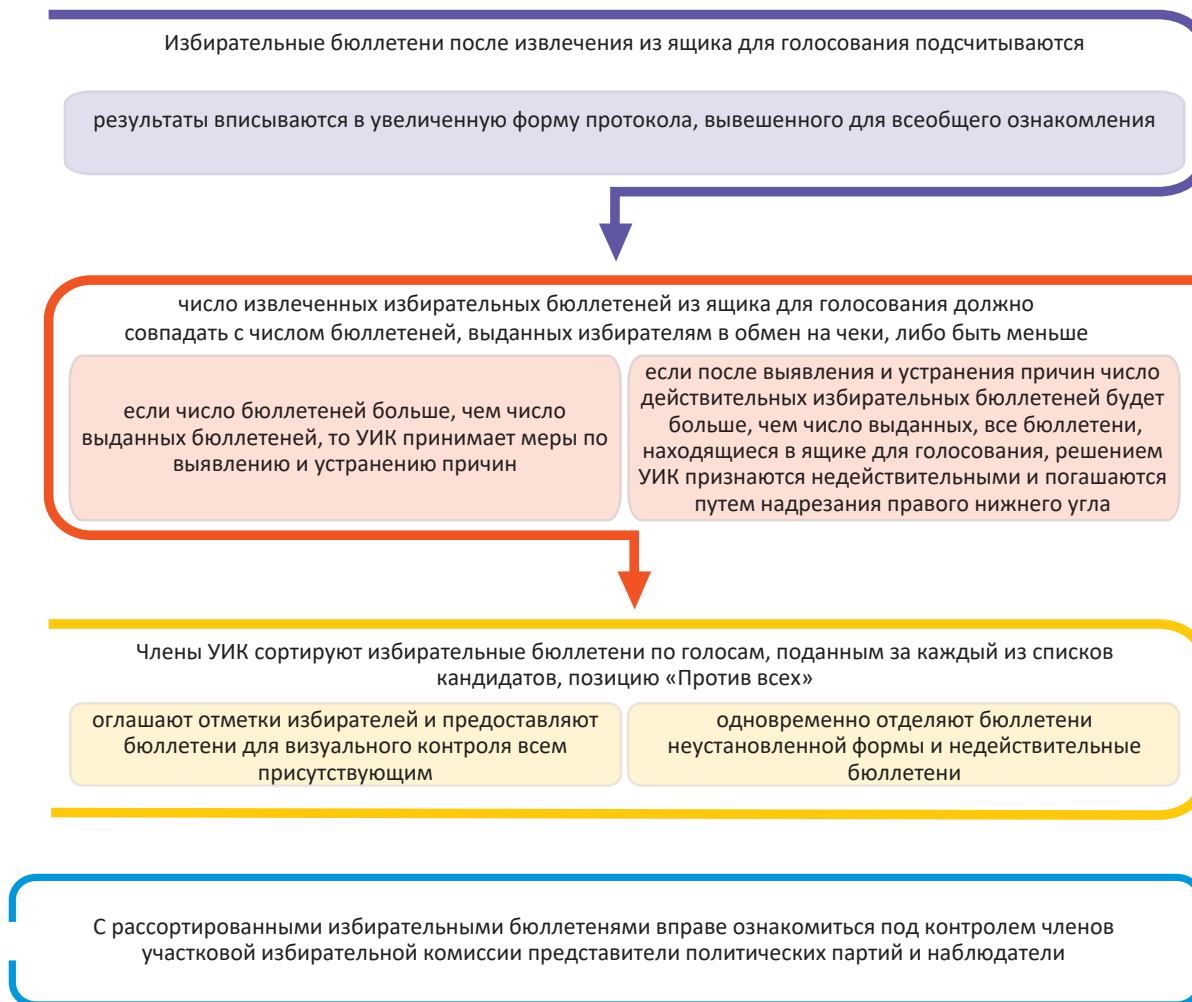 Избирательные бюллетени после извлечения из ящика для голосования подсчитываются
результаты вписываются в увеличенную форму протокола, вывешенного для всеобщего ознакомления
число извлеченных избирательных бюллетеней из ящика для голосования должно
совпадать с числом бюллетеней, выданных избирателям в обмен на чеки, либо быть меньше
если число бюллетеней больше, чем число
выданных бюллетеней, то УИК принимает меры по
выявлению и устранению причин
если после выявления и устранения причин число
действительных избирательных бюллетеней будет
больше, чем число выданных, все бюллетени,
находящиеся в ящике для голосования, решением
УИК признаются недействительными и погашаются
путем надрезания правого нижнего угла
Члены УИК сортируют избирательные бюллетени по голосам, поданным за каждый из списков
кандидатов, позицию «Против всех»
оглашают отметки избирателей и предоставляют
бюллетени для визуального контроля всем
присутствующим
одновременно отделяют бюллетени
неустановленной формы и недействительные
бюллетени
С рассортированными избирательными бюллетенями вправе ознакомиться под контролем членов
участковой избирательной комиссии представители политических партий и наблюдатели